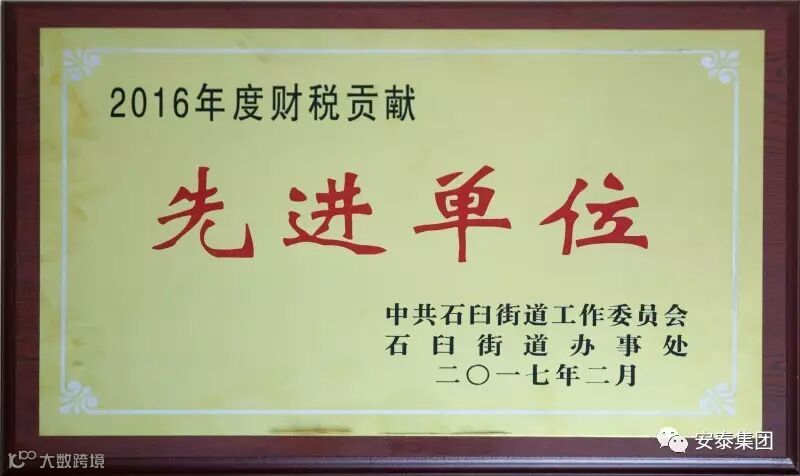 2016年度财税贡献
先进单位
中共石臼街道工作委员会
石臼街道办事处
二〇一七年二月
安泰集团
大数跨境